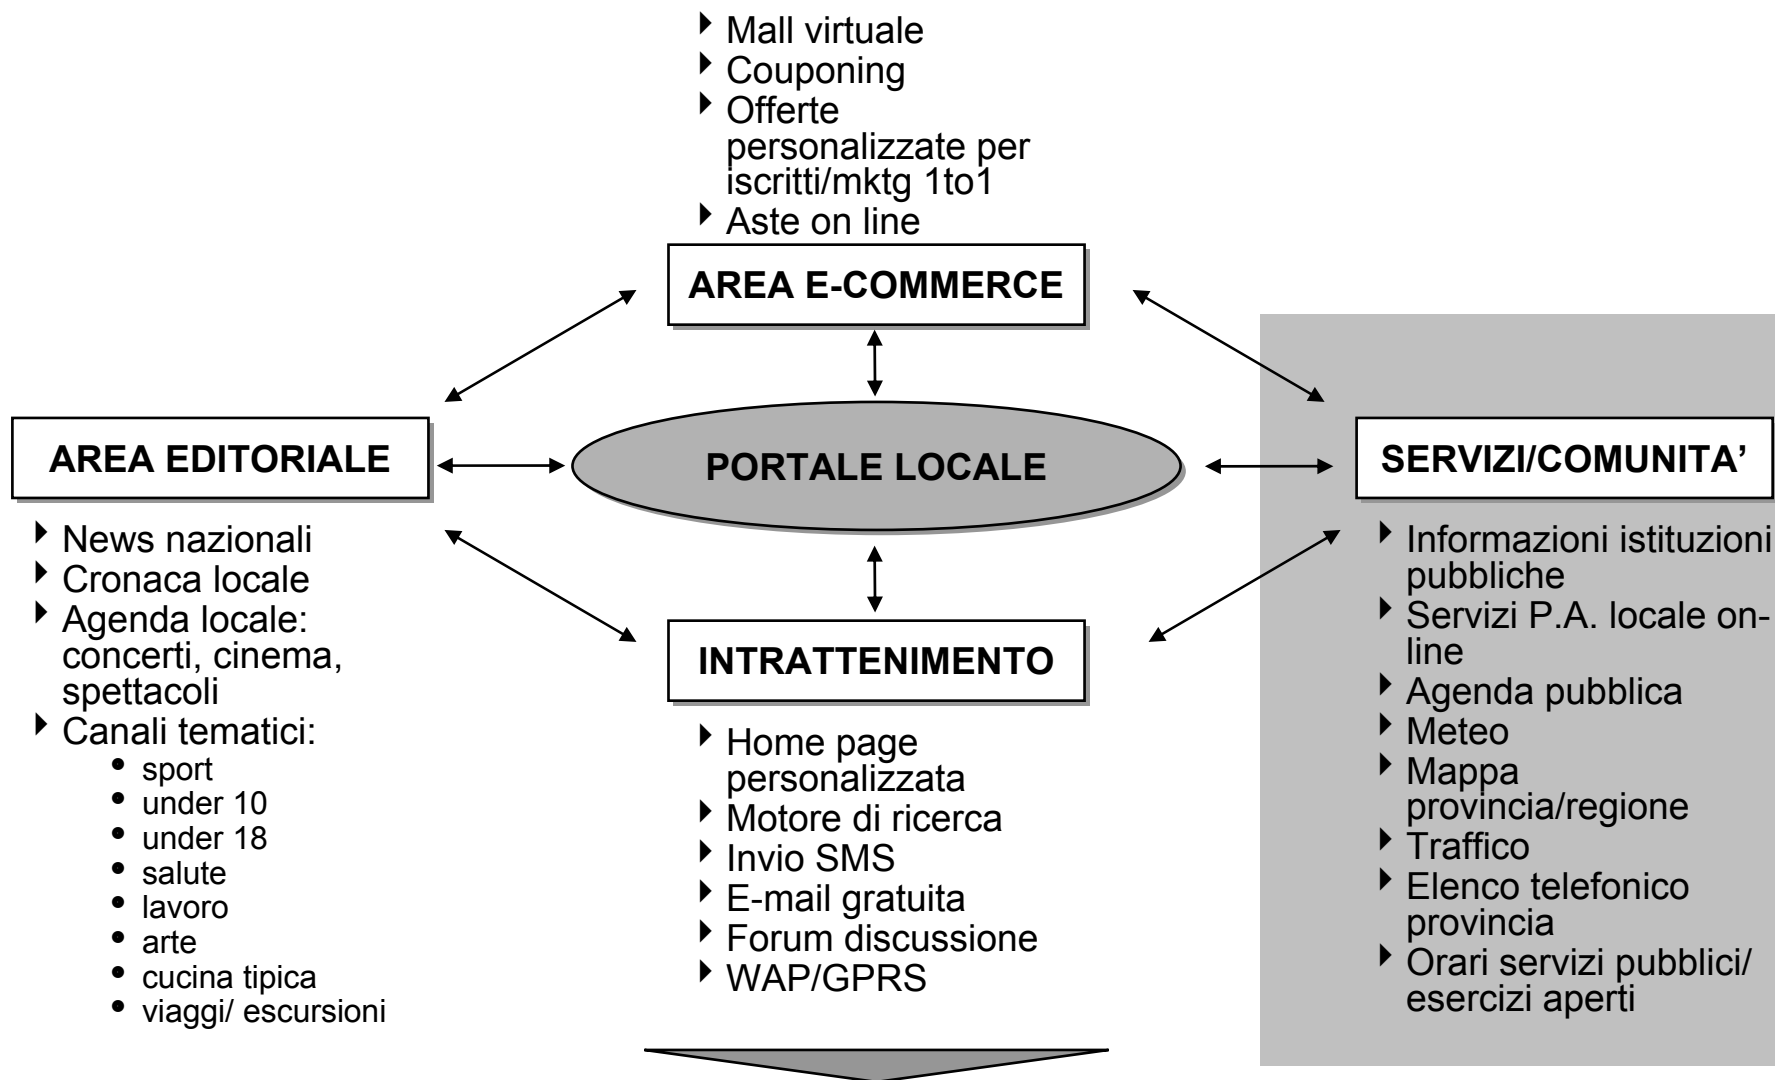 Mall virtuale
Couponing
Offerte
personalizzate per
iscritti/mktg 1to1
Aste on line
AREA E-COMMERCE
AREA EDITORIALE
PORTALE LOCALE
SERVIZI/COMUNITA’
News nazionali
Cronaca locale
Agenda locale:
concerti, cinema,
spettacoli
Canali tematici:
• sport
• under 10
• under 18
• salute
• lavoro
• arte
• cucina tipica
• viaggi/ escursioni
INTRATTENIMENTO
Home page
personalizzata
Motore di ricerca
Invio SMS
E-mail gratuita
Forum discussione
WAP/GPRS
Informazioni istituzioni
pubbliche
Servizi P.A. locale on-
line
Agenda pubblica
Meteo
Mappa
provincia/regione
Traffico
Elenco telefonico
provincia
Orari servizi pubblici/
esercizi aperti